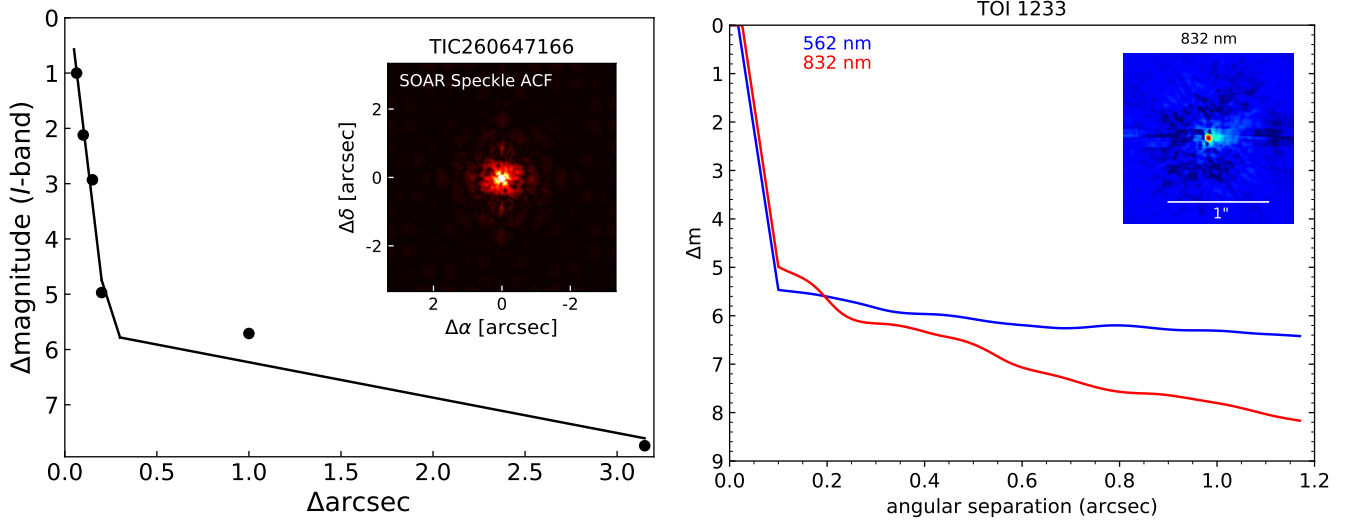 TIC260647166
SOAR Speckle ACF
Δδ [arcsec]
2
0
-2
2 0 -2
Δα [arcsec]
Δmagnitude (I-band)
0
1
2
3
4
5
6
7
0.0 0.5 1.0 1.5 2.0 2.5 3.0
Δarcsec
TOI 1233
562 nm
832 nm
832 nm
1"
Δm
0
1
2
3
4
5
6
7
8
9
0.0 0.2 0.4 0.6 0.8 1.0 1.2
angular separation (arcsec)